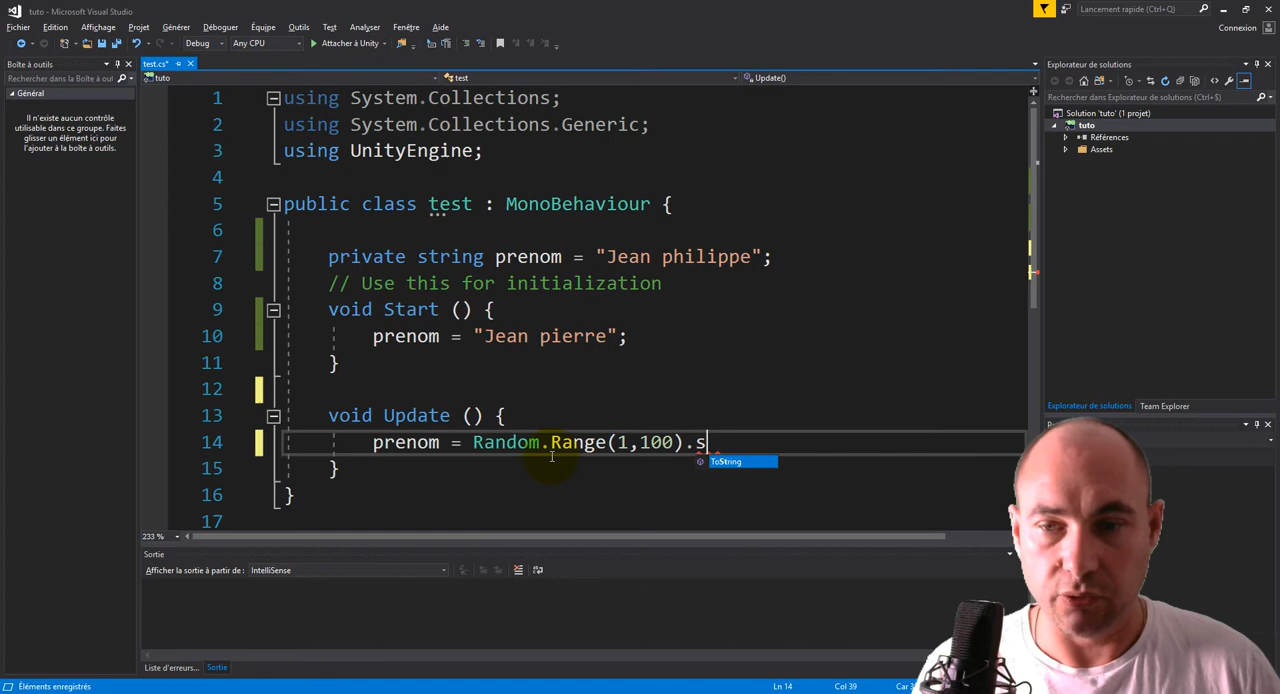 tuto - Microsoft Visual Studio
Lancement rapide (Ctrl+Q)
Fichier Edition Affichage Projet Générer Déboguer Équipe Outils Test Analyser Fenêtre Aide
Connexion
Debug Any CPU Attacher à Unity
Boîte à outils
Rechercher dans la Boîte à outils
Général
Il n'existe aucun contrôle
utilisable dans ce groupe. Faites
glisser un élément ici pour
l'ajouter à la boîte à outils.
test.cs*
tuto test Update()
1 using System.Collections;
2 using System.Collections.Generic;
3 using UnityEngine;
4
5 public class test : MonoBehaviour {
6
7 private string prenom = "Jean philippe";
8 // Use this for initialization
9 void Start () {
10 prenom = "Jean pierre";
11 }
12
13 void Update () {
14 prenom = Random.Range(1,100).s
ToString
15 }
16 }
17
233 %
Sortie
Afficher la sortie à partir de : IntelliSense
Liste d'erreurs... Sortie
Explorateur de solutions
Rechercher dans Explorateur de solutions (Ctrl+$)
Solution 'tuto' (1 projet)
tuto
Références
Assets
Explorateur de solutions Team Explorer
Éléments enregistrés Ln 14 Col 39